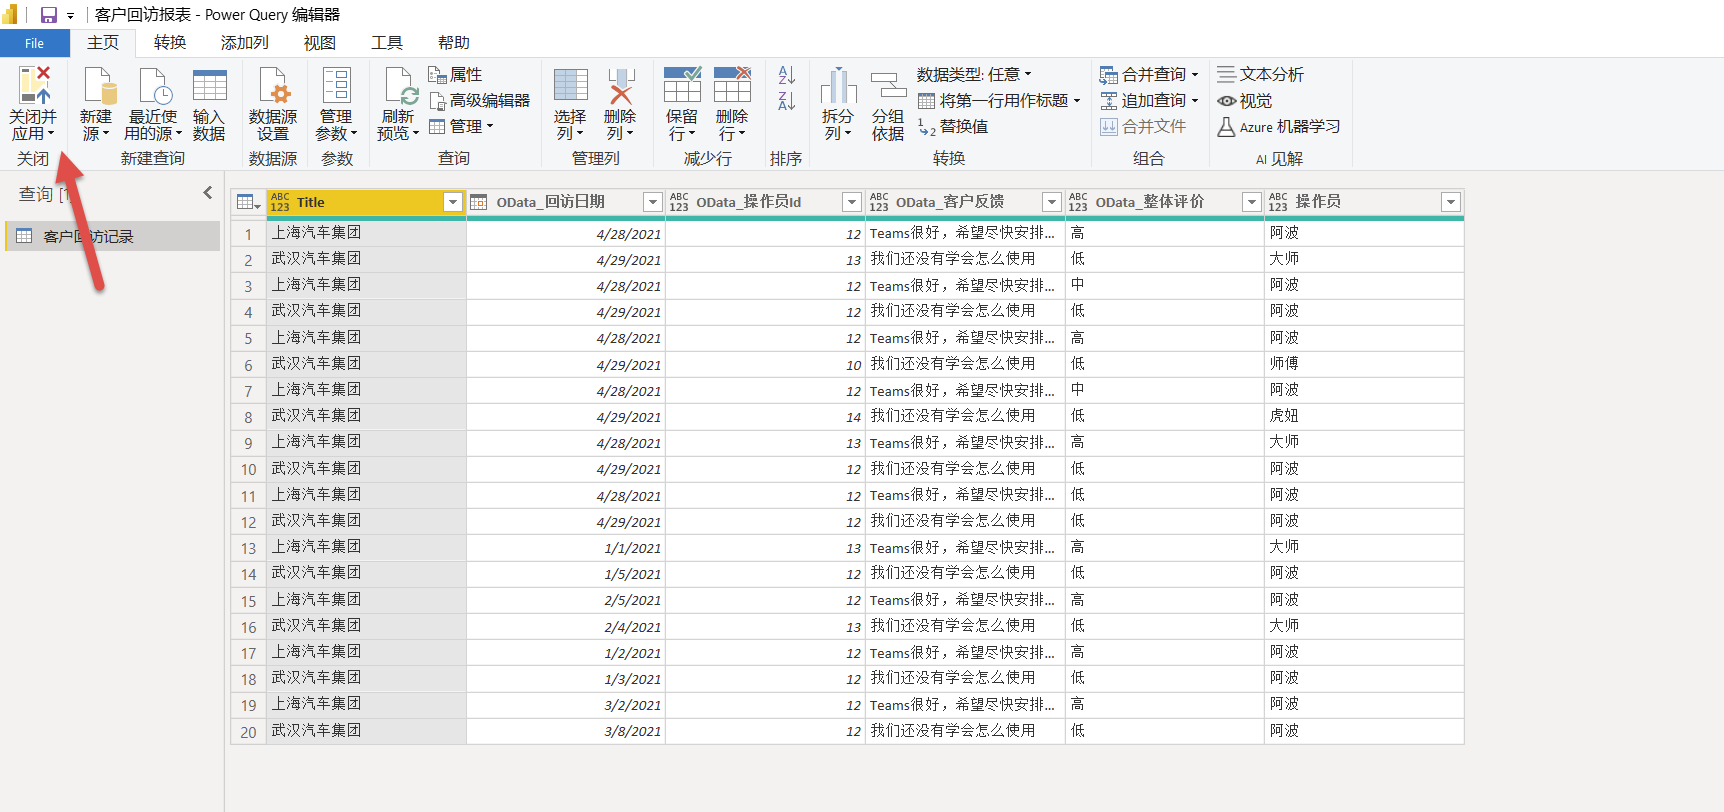 客户回访报表 - Power Query 编辑器
File 主页 转换 添加列 视图 工具 帮助
关闭并应用 新建源 最近使用的源 输入数据 数据源设置 管理参数 刷新预览 属性 高级编辑器 管理 选择列 删除列 保留行 删除行 拆分列 分组依据 数据类型: 任意 将第一行用作标题 替换值 合并查询 追加查询 合并文件 文本分析 视觉 Azure 机器学习
关闭 新建查询 数据源 参数 查询 管理列 减少行 排序 转换 组合 AI 见解
查询
客户回访记录
Title OData_回访日期 OData_操作员Id OData_客户反馈 OData_整体评价 操作员
1 上海汽车集团 4/28/2021 12 Teams很好，希望尽快安排... 高 阿波
2 武汉汽车集团 4/29/2021 13 我们还没有学会怎么使用 低 大师
3 上海汽车集团 4/28/2021 12 Teams很好，希望尽快安排... 中 阿波
4 武汉汽车集团 4/29/2021 12 我们还没有学会怎么使用 低 阿波
5 上海汽车集团 4/28/2021 12 Teams很好，希望尽快安排... 高 阿波
6 武汉汽车集团 4/29/2021 10 我们还没有学会怎么使用 低 师傅
7 上海汽车集团 4/28/2021 12 Teams很好，希望尽快安排... 中 阿波
8 武汉汽车集团 4/29/2021 14 我们还没有学会怎么使用 低 虎妞
9 上海汽车集团 4/28/2021 13 Teams很好，希望尽快安排... 高 大师
10 武汉汽车集团 4/29/2021 12 我们还没有学会怎么使用 低 阿波
11 上海汽车集团 4/28/2021 12 Teams很好，希望尽快安排... 低 阿波
12 武汉汽车集团 4/29/2021 12 我们还没有学会怎么使用 低 阿波
13 上海汽车集团 1/1/2021 13 Teams很好，希望尽快安排... 高 大师
14 武汉汽车集团 1/5/2021 12 我们还没有学会怎么使用 低 阿波
15 上海汽车集团 2/5/2021 12 Teams很好，希望尽快安排... 高 阿波
16 武汉汽车集团 2/4/2021 13 我们还没有学会怎么使用 低 大师
17 上海汽车集团 1/2/2021 12 Teams很好，希望尽快安排... 高 阿波
18 武汉汽车集团 1/3/2021 12 我们还没有学会怎么使用 低 阿波
19 上海汽车集团 3/2/2021 12 Teams很好，希望尽快安排... 高 阿波
20 武汉汽车集团 3/8/2021 12 我们还没有学会怎么使用 低 阿波